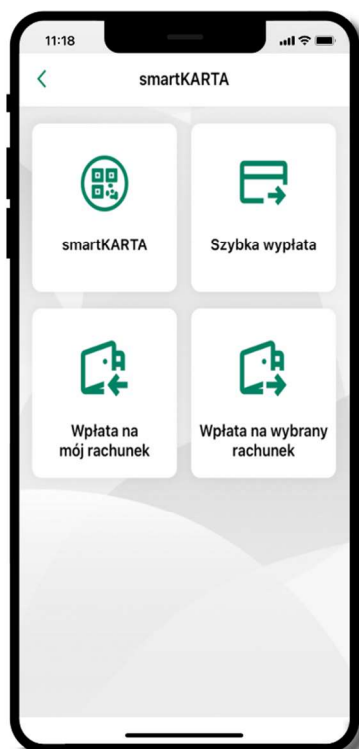 11:18
smartKARTA
smartKARTA
Szybka wypłata
Wpłata na
mój rachunek
Wpłata na wybrany
rachunek